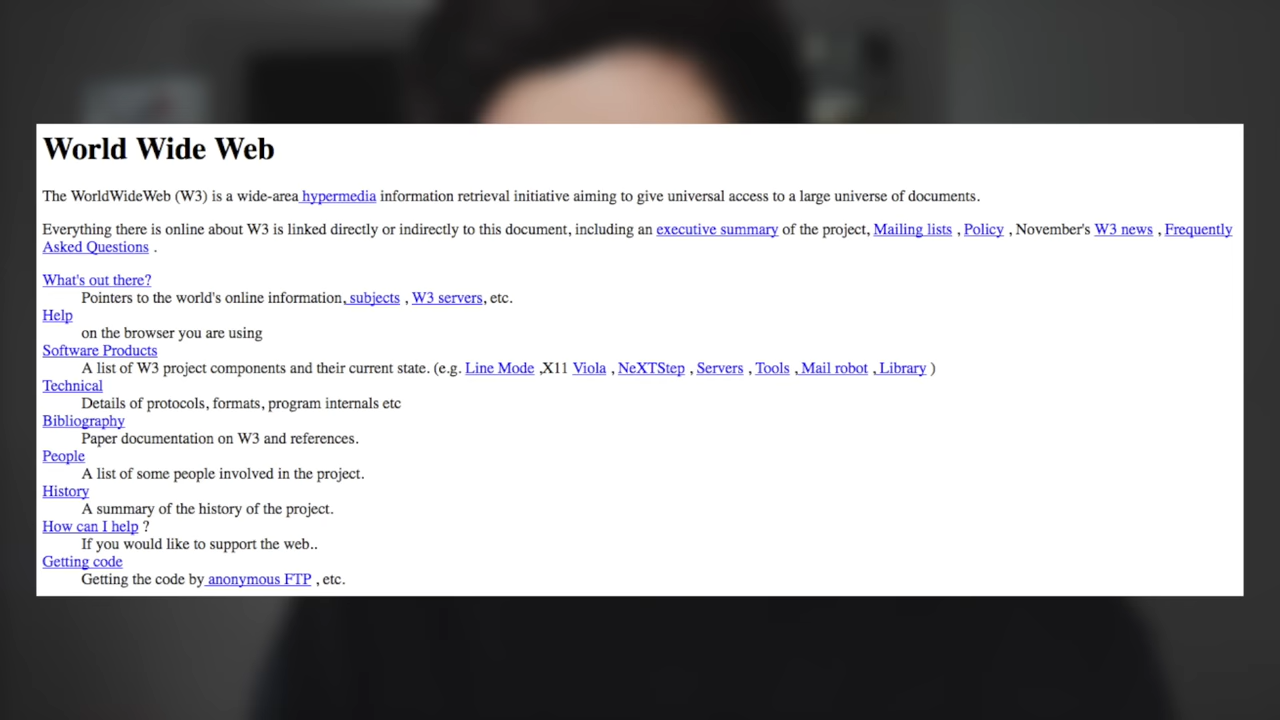 World Wide Web
The WorldWideWeb (W3) is a wide-area hypermedia information retrieval initiative aiming to give universal access to a large universe of documents.
Everything there is online about W3 is linked directly or indirectly to this document, including an executive summary of the project, Mailing lists , Policy , November's W3 news , Frequently
Asked Questions .
What's out there?
Pointers to the world's online information, subjects , W3 servers, etc.
Help
on the browser you are using
Software Products
A list of W3 project components and their current state. (e.g. Line Mode ,X11 Viola , NeXTStep , Servers , Tools , Mail robot , Library )
Technical
Details of protocols, formats, program internals etc
Bibliography
Paper documentation on W3 and references.
People
A list of some people involved in the project.
History
A summary of the history of the project.
How can I help ?
If you would like to support the web..
Getting code
Getting the code by anonymous FTP , etc.